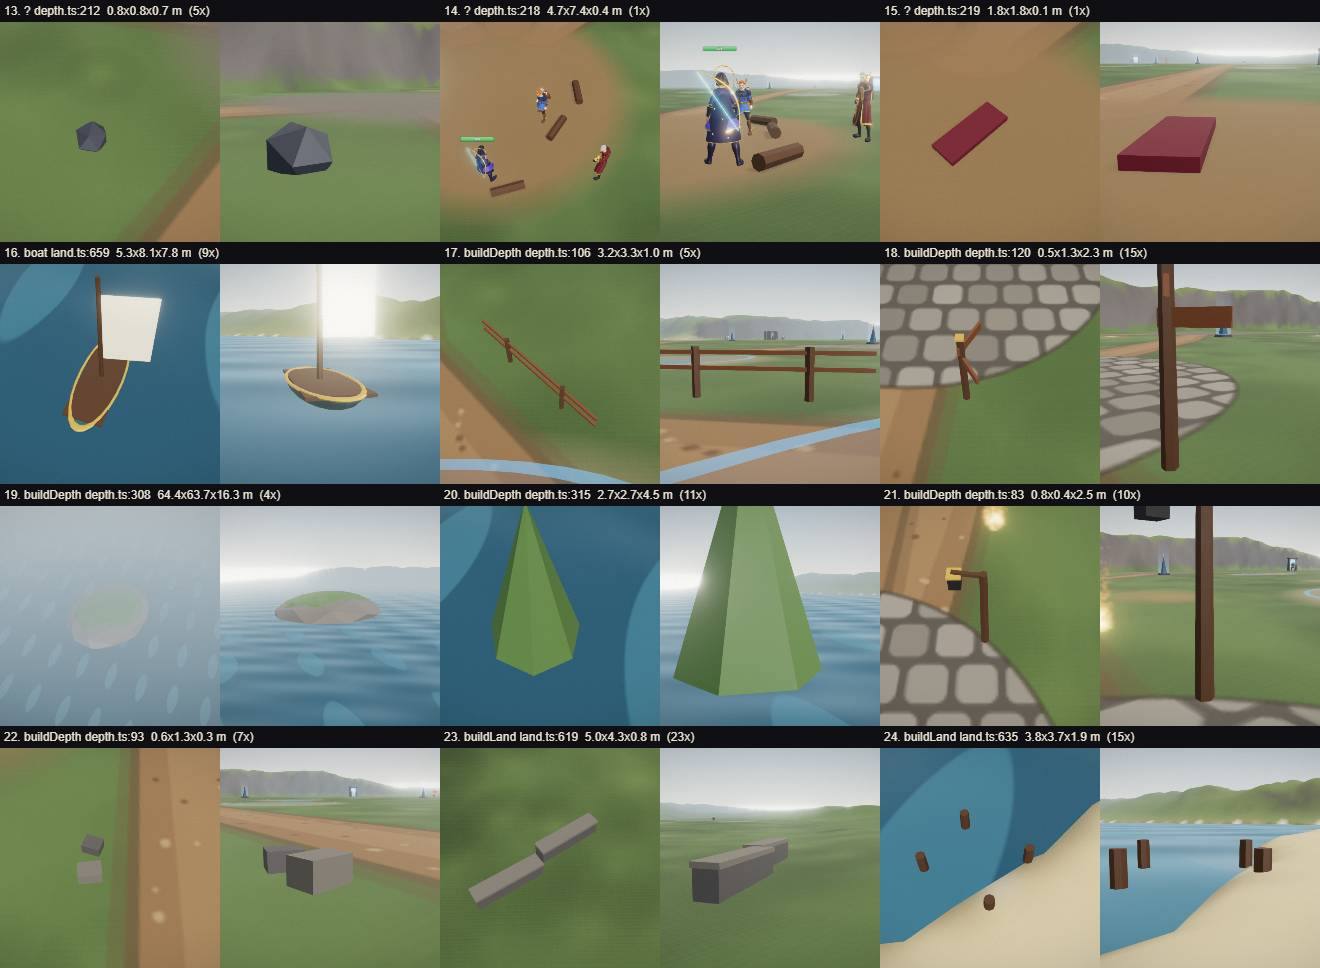 13. ? depth.ts:212 0.8x0.8x0.7 m (5x)
14. ? depth.ts:218 4.7x7.4x0.4 m (1x)
15. ? depth.ts:219 1.8x1.8x0.1 m (1x)
16. boat land.ts:659 5.3x8.1x7.8 m (9x)
17. buildDepth depth.ts:106 3.2x3.3x1.0 m (5x)
18. buildDepth depth.ts:120 0.5x1.3x2.3 m (15x)
19. buildDepth depth.ts:308 64.4x63.7x16.3 m (4x)
20. buildDepth depth.ts:315 2.7x2.7x4.5 m (11x)
21. buildDepth depth.ts:83 0.8x0.4x2.5 m (10x)
22. buildDepth depth.ts:93 0.6x1.3x0.3 m (7x)
23. buildLand land.ts:619 5.0x4.3x0.8 m (23x)
24. buildLand land.ts:635 3.8x3.7x1.9 m (15x)